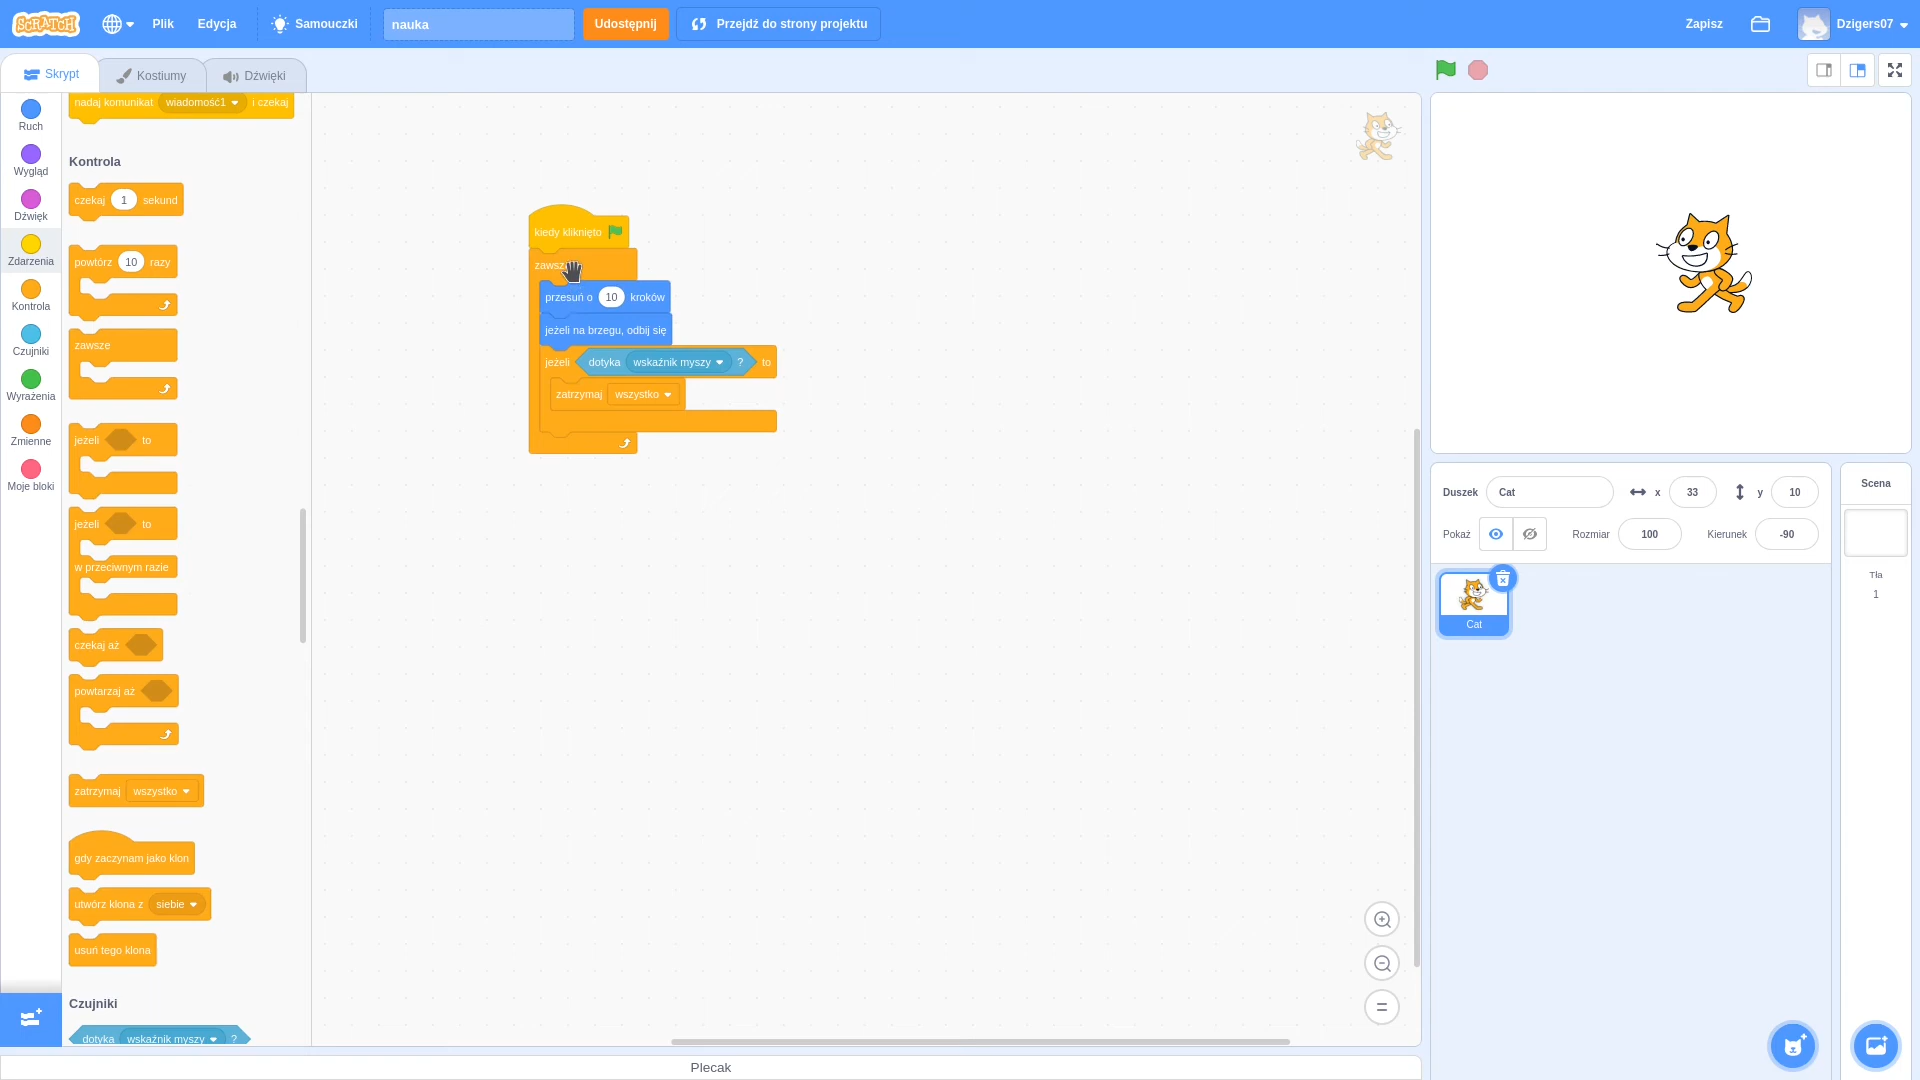 SCRATCH
Plik
Edycja
Samouczki
nauka
Udostępnij
Przejdź do strony projektu
Zapisz
Dzigers07
Skrypt
Kostiumy
Dźwięki
Ruch
Wygląd
Dźwięk
Zdarzenia
Kontrola
Czujniki
Wyrażenia
Zmienne
Moje bloki
nadaj komunikat wiadomość1 i czekaj
Kontrola
czekaj 1 sekund
powtórz 10 razy
zawsze
jeżeli to
jeżeli to
w przeciwnym razie
czekaj aż
powtarzaj aż
zatrzymaj wszystko
gdy zaczynam jako klon
utwórz klona z siebie
usuń tego klona
Czujniki
dotyka wskaźnik myszy ?
kiedy kliknięto
przesuń o 10 kroków
jeżeli na brzegu, odbij się
jeżeli dotyka wskaźnik myszy ? to
zatrzymaj wszystko
Plecak
Duszek Cat x 33 y 10
Pokaż Rozmiar 100 Kierunek -90
Cat
Scena
Tła
1